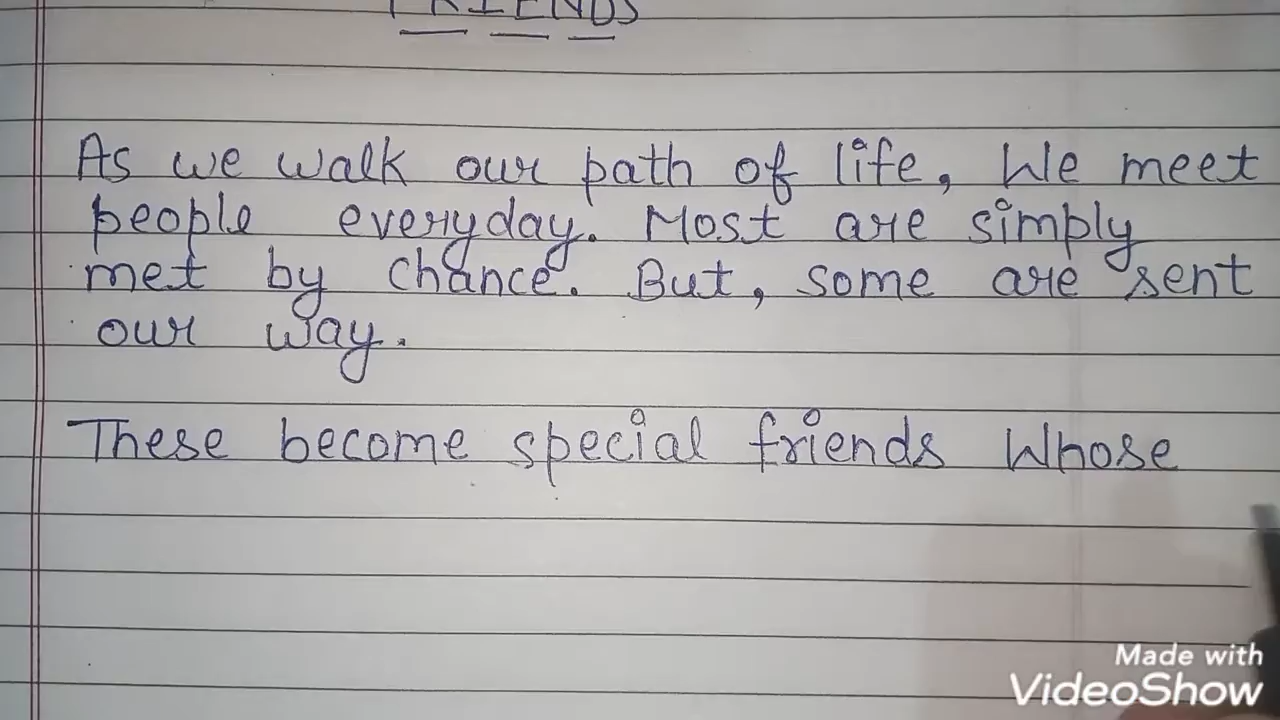 FRIENDS
As we walk our path of life, We meet
people everyday. Most are simply
met by chance. But, some are sent
our way.
These become special friends Whose
Made with
VideoShow